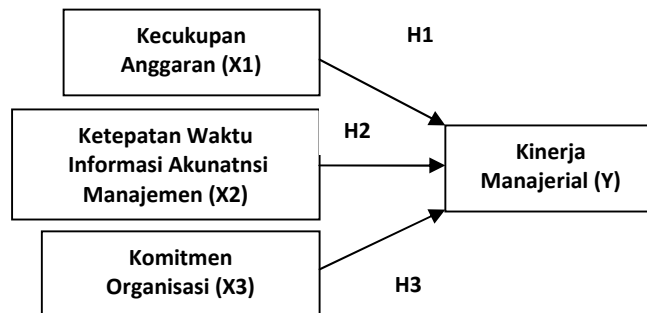 Kecukupan
Anggaran (X1)
H1
Ketepatan Waktu
Informasi Akunatnsi
Manajemen (X2)
H2
Kinerja
Manajerial (Y)
Komitmen
Organisasi (X3)
H3